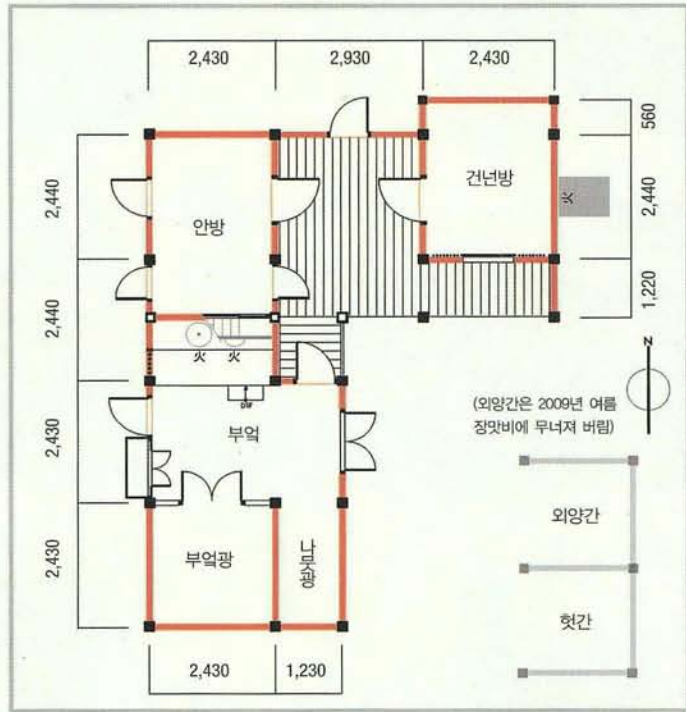 2,430 2,930 2,430
560
2,440
1,220
2,440
2,440
2,430
2,430
건넌방
火
안방
火 火
N
(외양간은 2009년 여름
장맛비에 무너져 버림)
부엌
외양간
부엌광
나뭇광
헛간
2,430 1,230